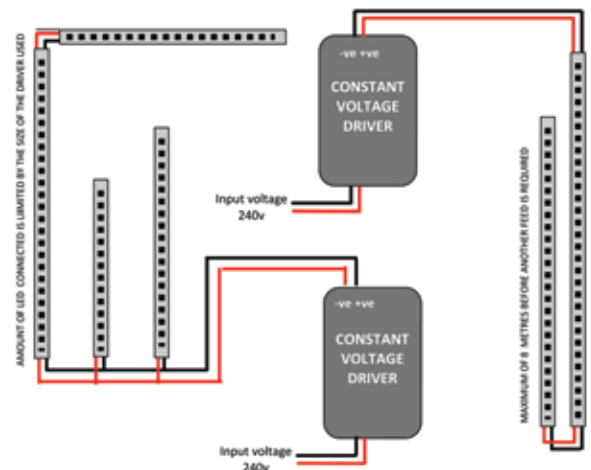 AMOUNT OF LED CONNECTED IS LIMITED BY THE SIZE OF THE DRIVER USED
-ve +ve
CONSTANT
VOLTAGE
DRIVER
Input voltage
240v
MAXIMUM OF 8 METRES BEFORE ANOTHER FEED IS REQUIRED
-ve +ve
CONSTANT
VOLTAGE
DRIVER
Input voltage
240v